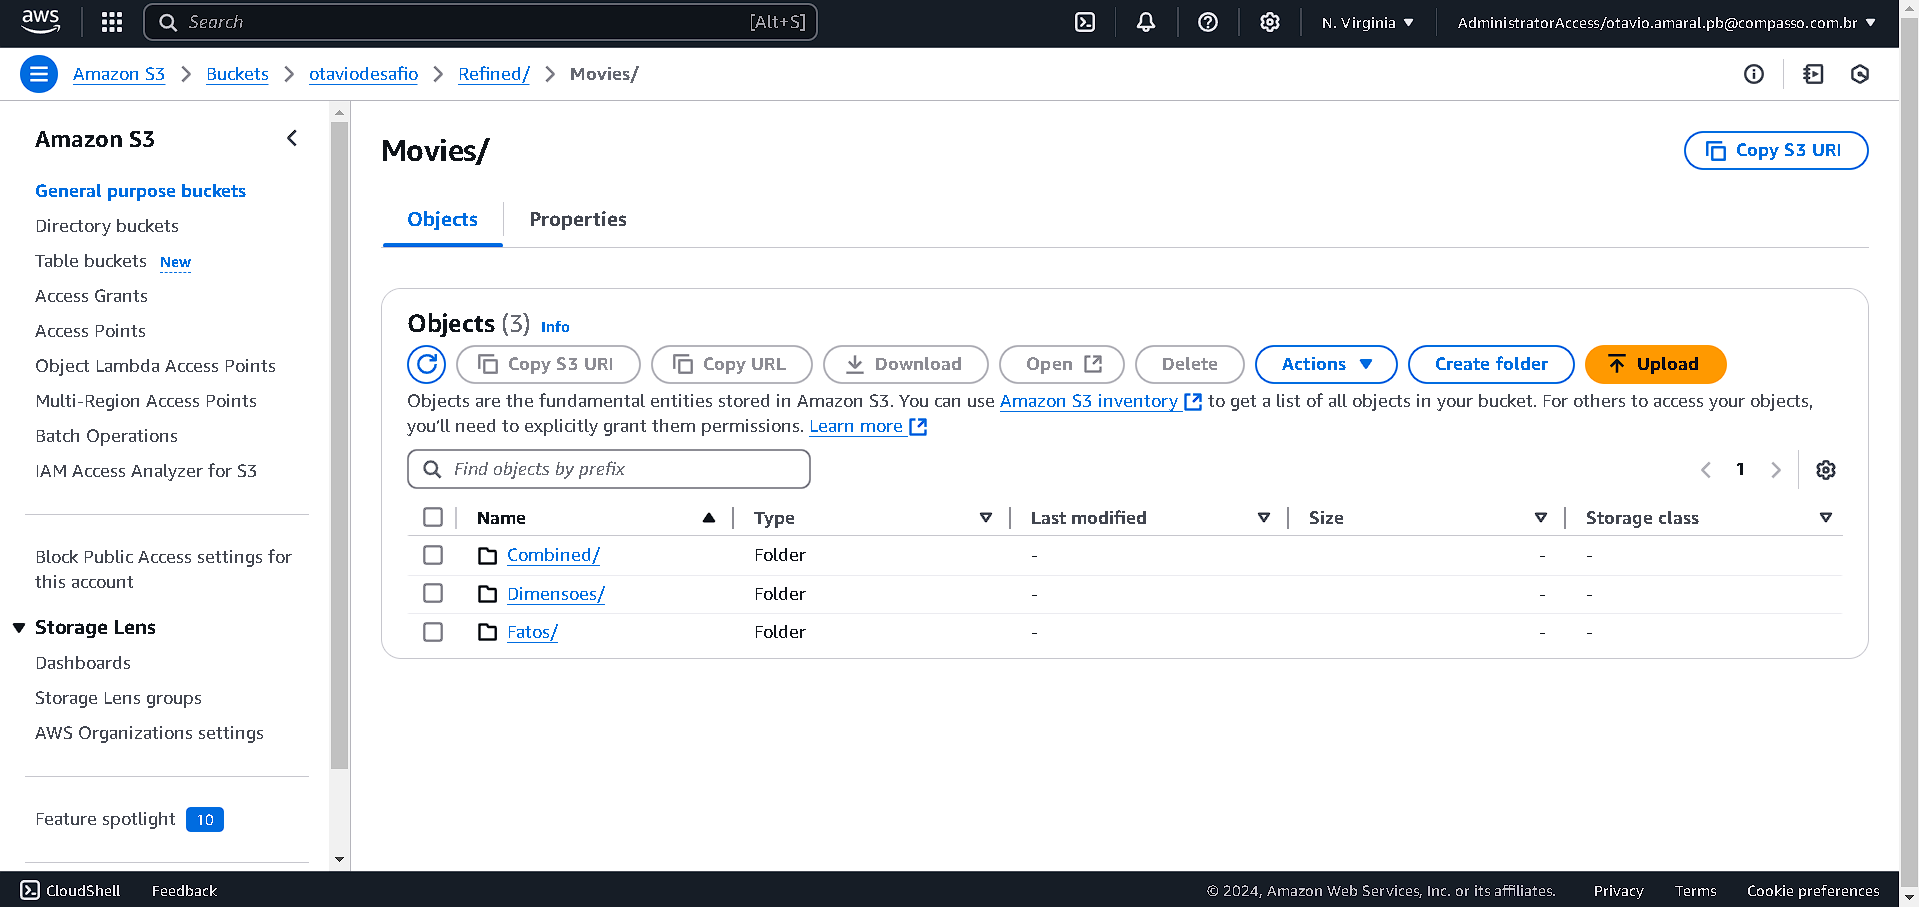 aws Search [Alt+S] N. Virginia AdministratorAccess/otavio.amaral.pb@compasso.com.br
Amazon S3 Buckets otaviodesafio Refined/ Movies/
Amazon S3
General purpose buckets
Directory buckets
Table buckets New
Access Grants
Access Points
Object Lambda Access Points
Multi-Region Access Points
Batch Operations
IAM Access Analyzer for S3
Block Public Access settings for
this account
Storage Lens
Dashboards
Storage Lens groups
AWS Organizations settings
Feature spotlight 10
Movies/
Copy S3 URI
Objects Properties
Objects (3) Info
Copy S3 URI Copy URL Download Open Delete Actions Create folder Upload
Objects are the fundamental entities stored in Amazon S3. You can use Amazon S3 inventory to get a list of all objects in your bucket. For others to access your objects,
you'll need to explicitly grant them permissions. Learn more
Find objects by prefix 1
Name Type Last modified Size Storage class
Combined/ Folder - - -
Dimensoes/ Folder - - -
Fatos/ Folder - - -
CloudShell Feedback © 2024, Amazon Web Services, Inc. or its affiliates. Privacy Terms Cookie preferences